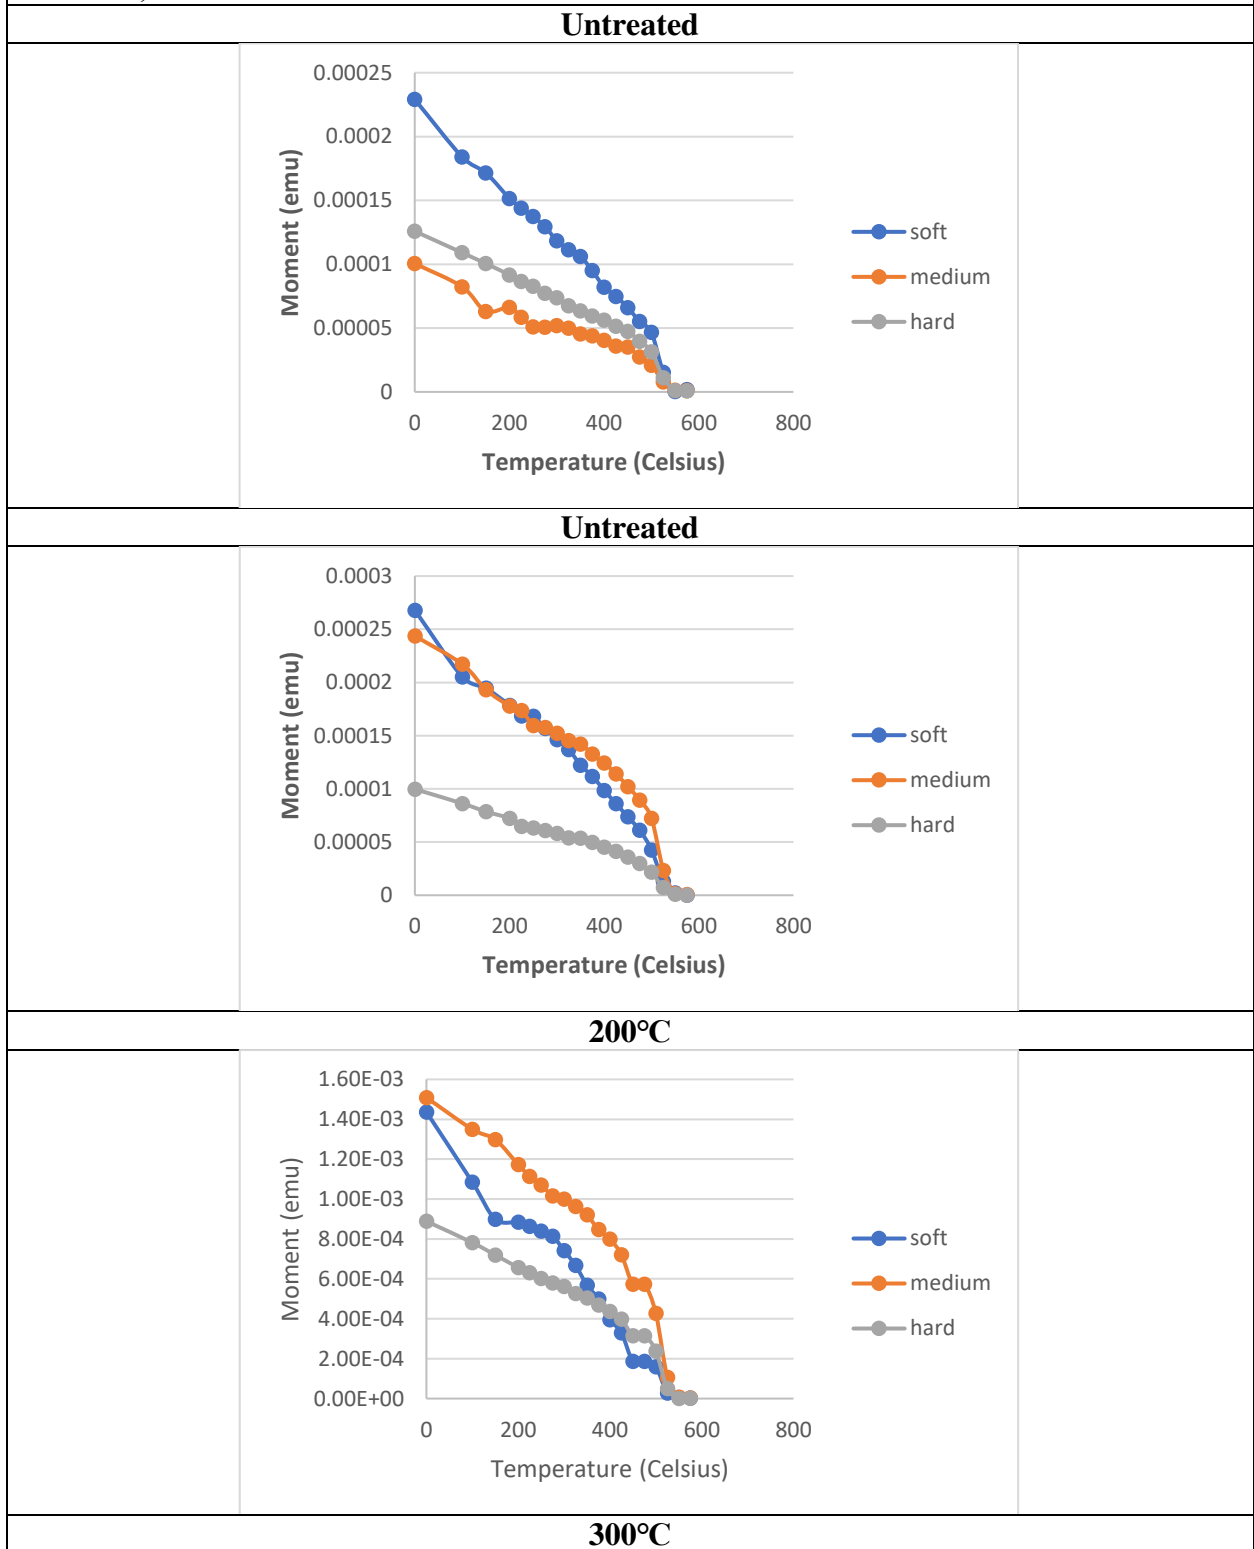 Untreated
0.00025
0.0002
0.00015
0.0001
0.00005
0
Moment (emu)
0 200 400 600 800
Temperature (Celsius)
soft
medium
hard
Untreated
0.0003
0.00025
0.0002
0.00015
0.0001
0.00005
0
Moment (emu)
0 200 400 600 800
Temperature (Celsius)
soft
medium
hard
200°C
1.60E-03
1.40E-03
1.20E-03
1.00E-03
8.00E-04
6.00E-04
4.00E-04
2.00E-04
0.00E+00
Moment (emu)
0 200 400 600 800
Temperature (Celsius)
soft
medium
hard
300°C